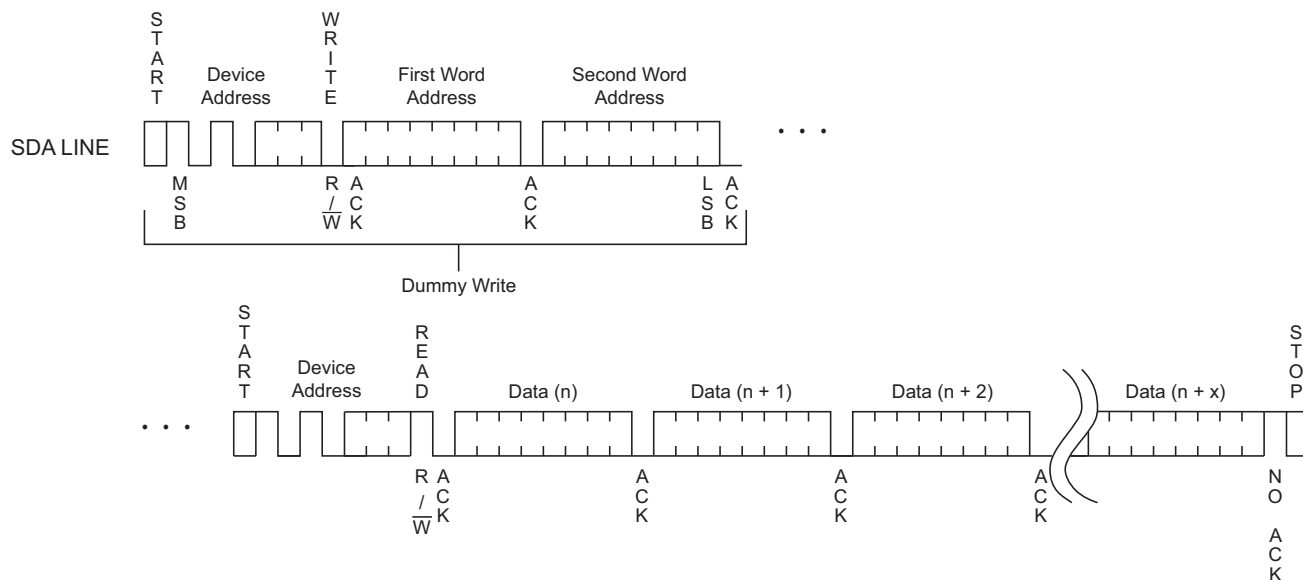 START
WRITE
Device
Address
First Word
Address
Second Word
Address
SDA LINE
. . .
MSB
R/W
ACK
ACK
LSB
ACK
Dummy Write
START
READ
STOP
Device
Address
Data (n)
Data (n + 1)
Data (n + 2)
Data (n + x)
. . .
R/W
ACK
ACK
ACK
ACK
NO ACK